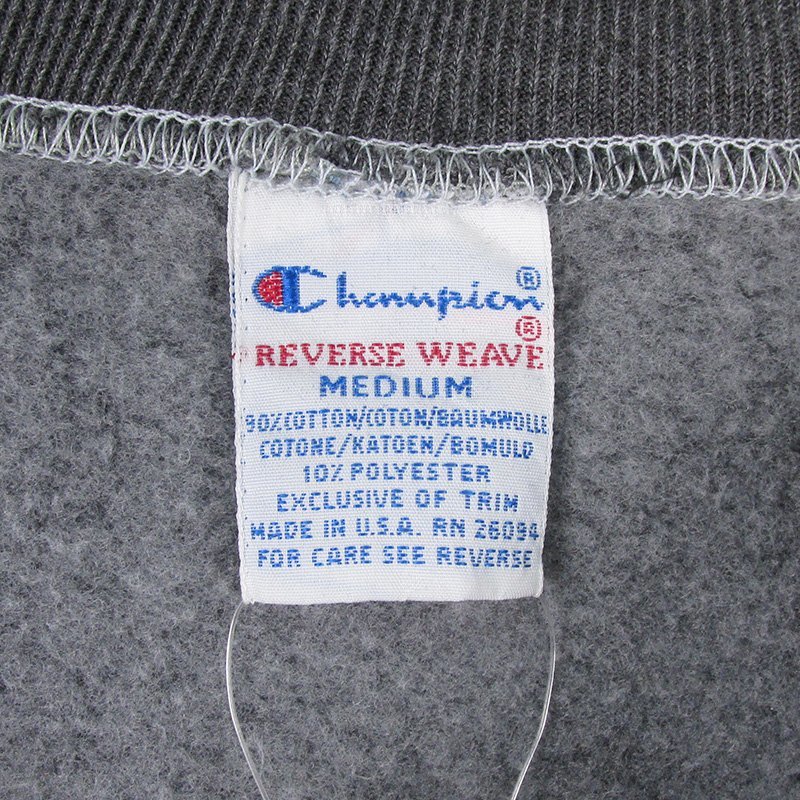 Champion®
REVERSE WEAVE®
MEDIUM
90%COTTON/COTON/BAUMWOLLE
COTONE/KATOEN/BOMULD
10% POLYESTER
EXCLUSIVE OF TRIM
MADE IN U.S.A. RN 26094
FOR CARE SEE REVERSE